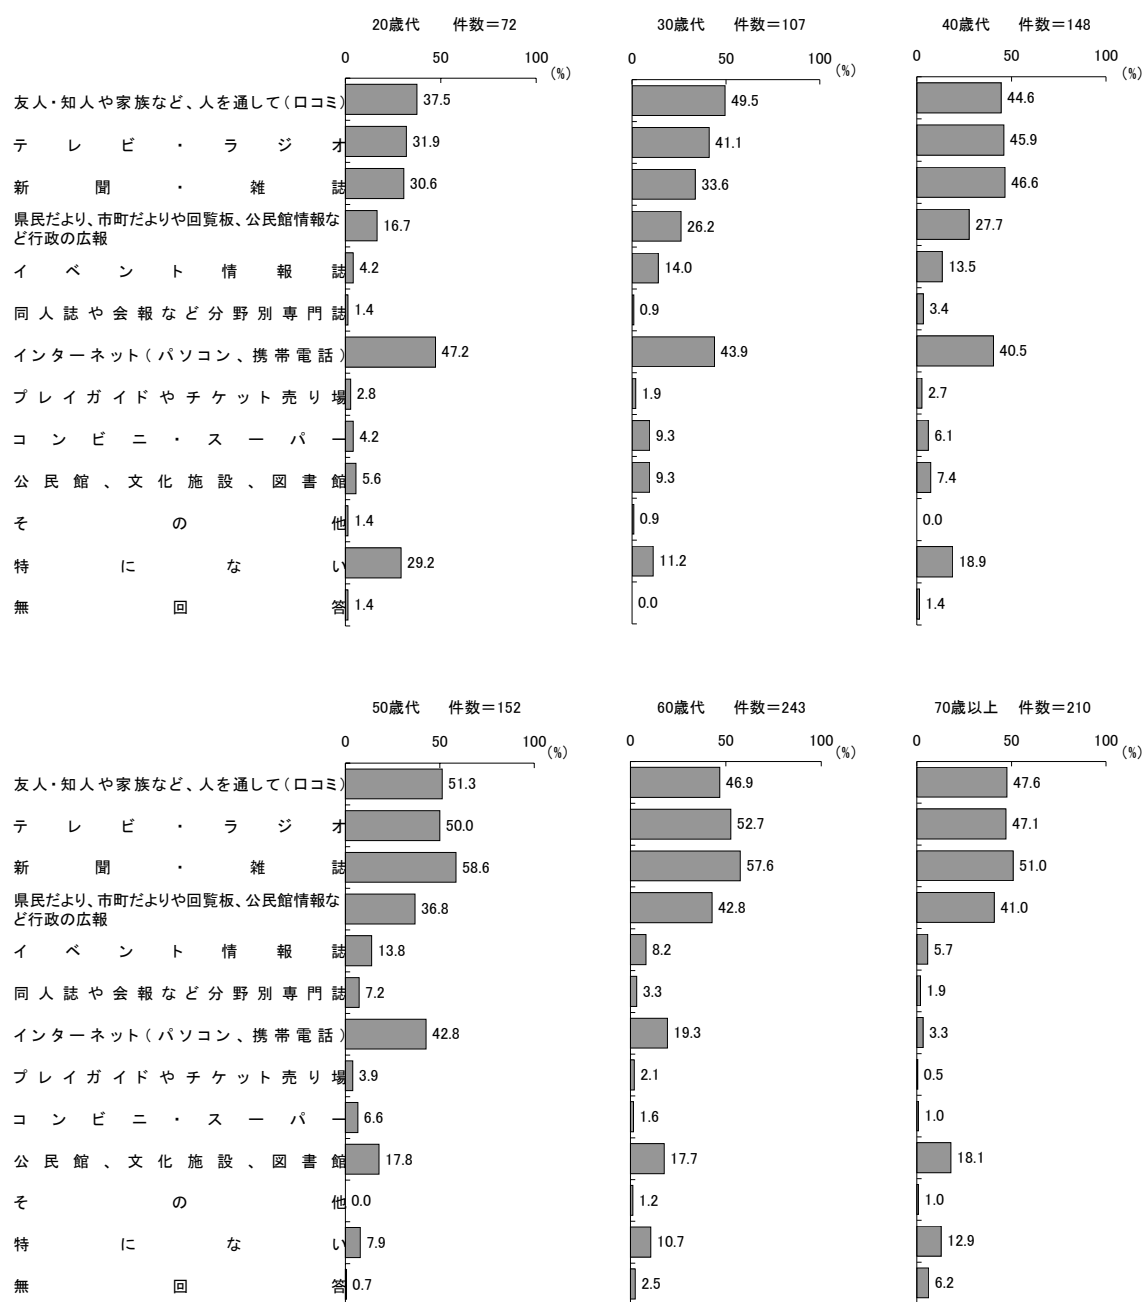 20歳代 件数＝72 30歳代 件数＝107 40歳代 件数＝148
0 50 100 0 50 100 0 50 100
(%) (%) (%)
友人・知人や家族など、人を通して(口コミ) 37.5 49.5 44.6
テレビ・ラジオ 31.9 41.1 45.9
新聞・雑誌 30.6 33.6 46.6
県民だより、市町だよりや回覧板、公民館情報な
ど行政の広報 16.7 26.2 27.7
イベント情報誌 4.2 14.0 13.5
同人誌や会報など分野別専門誌 1.4 0.9 3.4
インターネット(パソコン、携帯電話) 47.2 43.9 40.5
プレイガイドやチケット売り場 2.8 1.9 2.7
コンビニ・スーパー 4.2 9.3 6.1
公民館、文化施設、図書館 5.6 9.3 7.4
その他 1.4 0.9 0.0
特にない 29.2 11.2 18.9
無回答 1.4 0.0 1.4
50歳代 件数＝152 60歳代 件数＝243 70歳以上 件数＝210
0 50 100 0 50 100 0 50 100
(%) (%) (%)
友人・知人や家族など、人を通して(口コミ) 51.3 46.9 47.6
テレビ・ラジオ 50.0 52.7 47.1
新聞・雑誌 58.6 57.6 51.0
県民だより、市町だよりや回覧板、公民館情報な
ど行政の広報 36.8 42.8 41.0
イベント情報誌 13.8 8.2 5.7
同人誌や会報など分野別専門誌 7.2 3.3 1.9
インターネット(パソコン、携帯電話) 42.8 19.3 3.3
プレイガイドやチケット売り場 3.9 2.1 0.5
コンビニ・スーパー 6.6 1.6 1.0
公民館、文化施設、図書館 17.8 17.7 18.1
その他 0.0 1.2 1.0
特にない 7.9 10.7 12.9
無回答 0.7 2.5 6.2